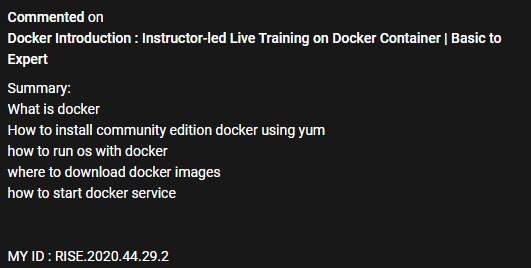 Commented on
Docker Introduction : Instructor-led Live Training on Docker Container | Basic to
Expert
Summary:
What is docker
How to install community edition docker using yum
how to run os with docker
where to download docker images
how to start docker service
MY ID : RISE.2020.44.29.2